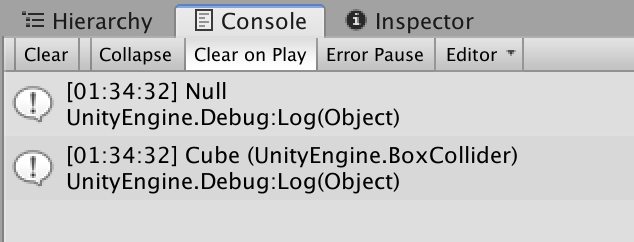 Hierarchy Console Inspector
Clear Collapse Clear on Play Error Pause Editor
[01:34:32] Null
UnityEngine.Debug:Log(Object)
[01:34:32] Cube (UnityEngine.BoxCollider)
UnityEngine.Debug:Log(Object)